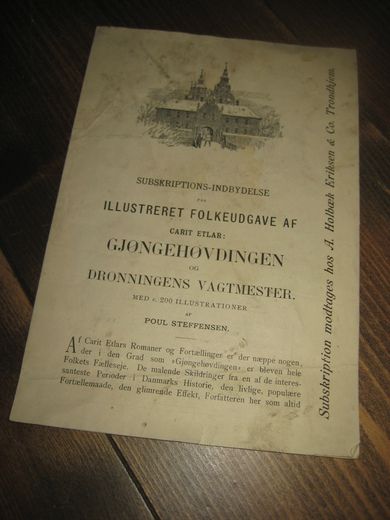 SUBSKRIPTIONS-INDBYDELSE
PAA
ILLUSTRERET FOLKEUDGAVE AF
CARIT ETLAR:
GJØNGEHØVDINGEN
OG
DRONNINGENS VAGTMESTER.
MED c. 200 ILLUSTRATIONER
AF
POUL STEFFENSEN.
Af Carit Etlars Romaner og Fortællinger er der næppe nogen,
der i den Grad som »Gjøngehøvdingen« er bleven hele
Folkets Fælleseje. De malende Skildringer fra en af de interes-
santeste Perioder i Danmarks Historie, den livlige, populære
Fortællemaade, den glimrende Effekt, Forfatteren her som altid
Subskription modtages hos A. Holbæk Eriksen & Co. Trondhjem.